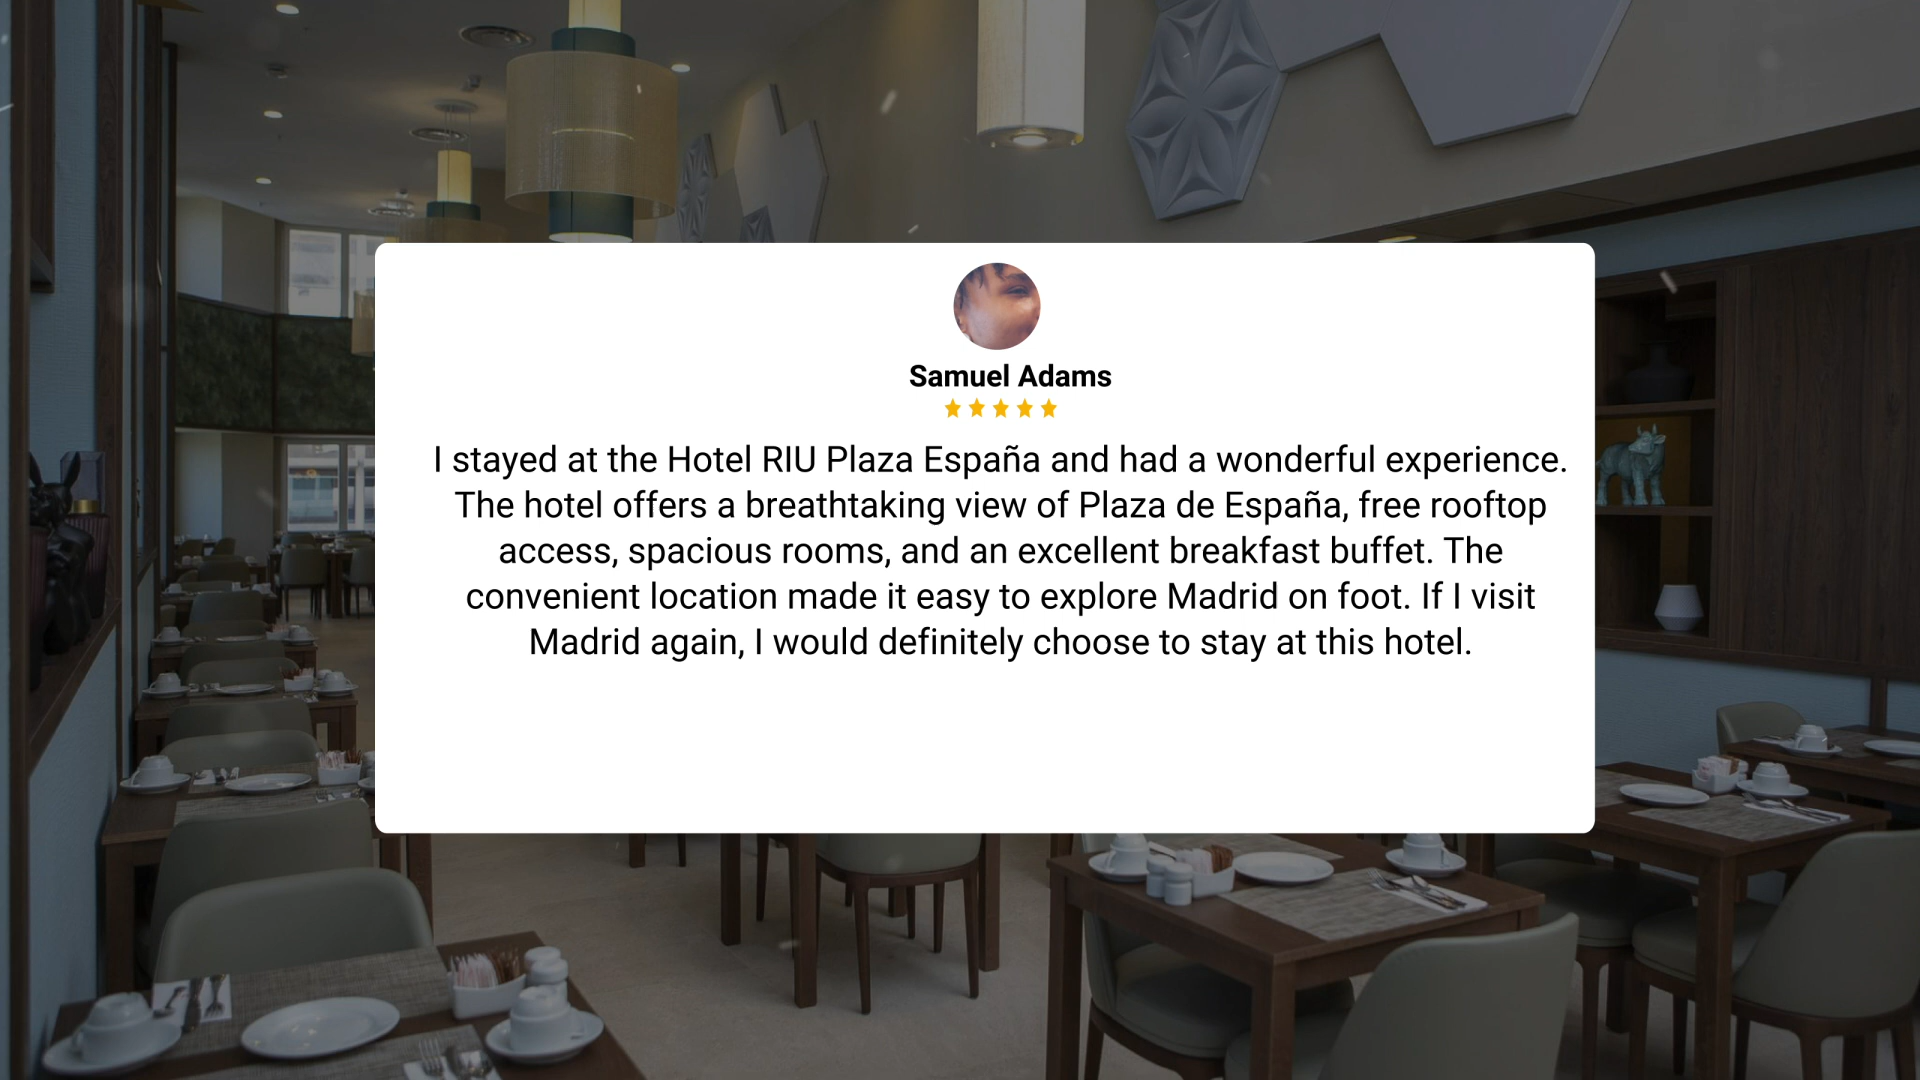 Samuel Adams
I stayed at the Hotel RIU Plaza España and had a wonderful experience.
The hotel offers a breathtaking view of Plaza de España, free rooftop
access, spacious rooms, and an excellent breakfast buffet. The
convenient location made it easy to explore Madrid on foot. If I visit
Madrid again, I would definitely choose to stay at this hotel.